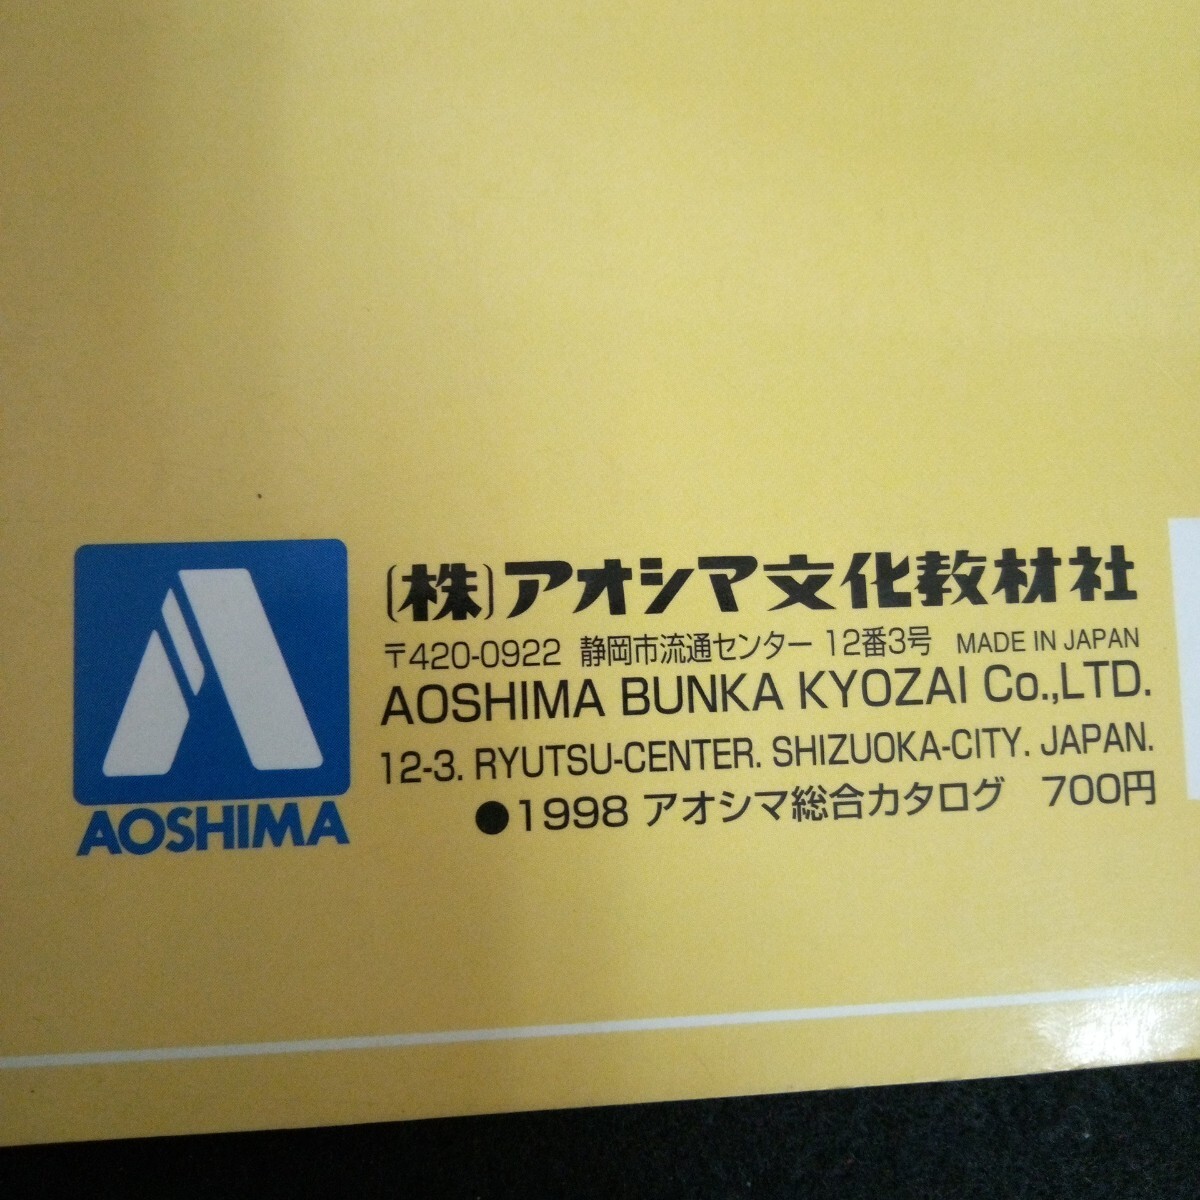 AOSHIMA
(株)アオシマ文化教材社
〒420-0922 静岡市流通センター 12番3号 MADE IN JAPAN
AOSHIMA BUNKA KYOZAI Co.,LTD.
12-3. RYUTSU-CENTER. SHIZUOKA-CITY. JAPAN.
●1998 アオシマ総合カタログ 700円